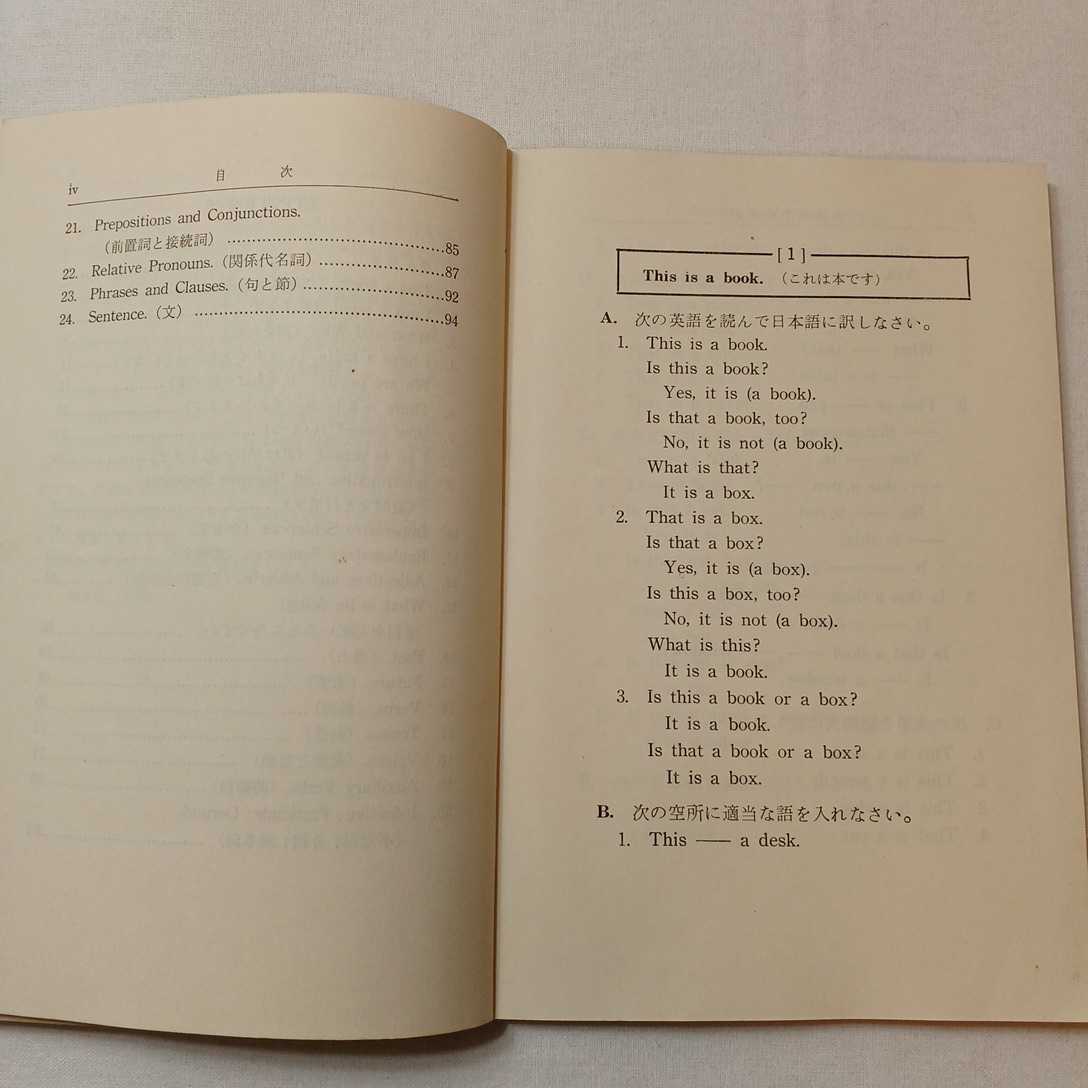 iv 目次
21. Prepositions and Conjunctions.
（前置詞と接続詞） ……………………………85
22. Relative Pronouns.（関係代名詞）…………………87
23. Phrases and Clauses.（句と節）……………………92
24. Sentence.（文） ……………………………………94
[1]
This is a book. （これは本です）
A. 次の英語を読んで日本語に訳しなさい。
1. This is a book.
Is this a book?
Yes, it is (a book).
Is that a book, too?
No, it is not (a book).
What is that?
It is a box.
2. That is a box.
Is that a box?
Yes, it is (a box).
Is this a box, too?
No, it is not (a box).
What is this?
It is a book.
3. Is this a book or a box?
It is a book.
Is that a book or a box?
It is a box.
B. 次の空所に適当な語を入れなさい。
1. This —— a desk.